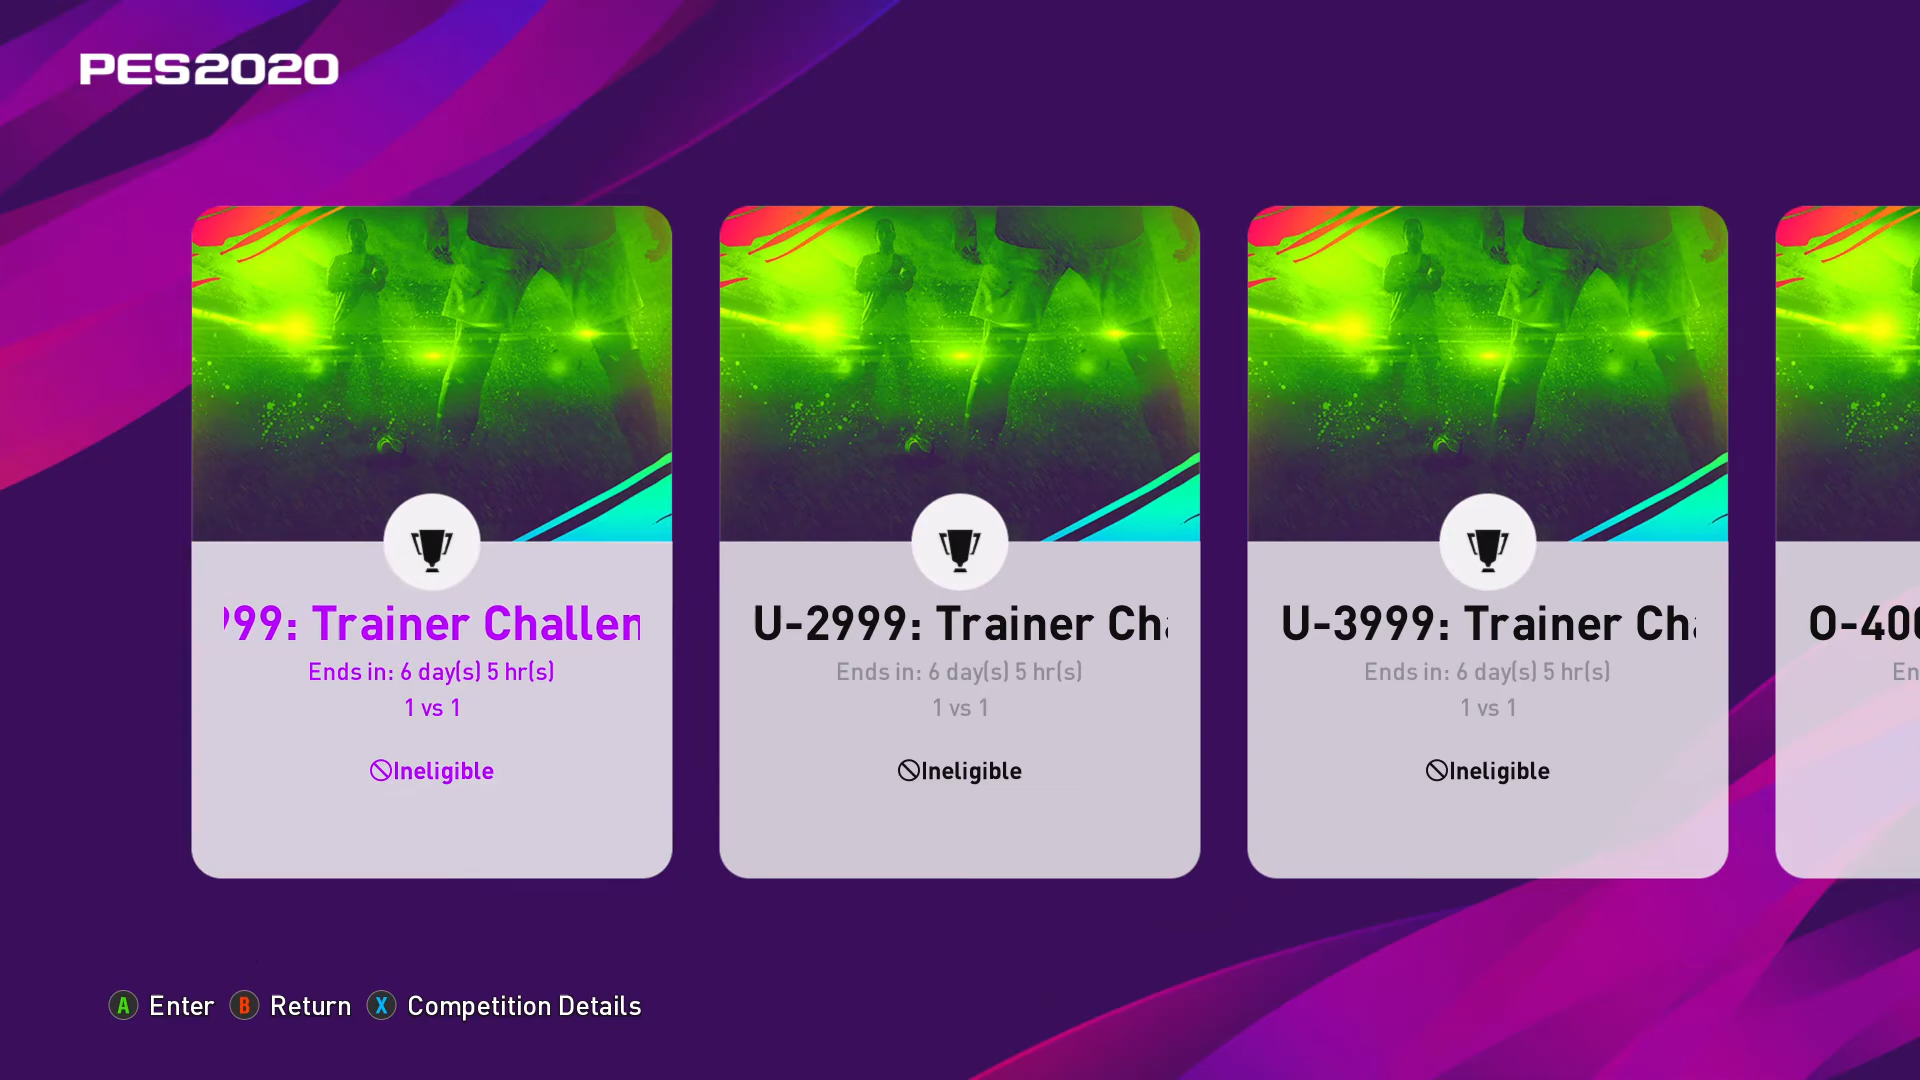 PES2020
99: Trainer Challen
Ends in: 6 day(s) 5 hr(s)
1 vs 1
Ineligible
U-2999: Trainer Ch
Ends in: 6 day(s) 5 hr(s)
1 vs 1
Ineligible
U-3999: Trainer Ch
Ends in: 6 day(s) 5 hr(s)
1 vs 1
Ineligible
O-40
En
A Enter B Return X Competition Details